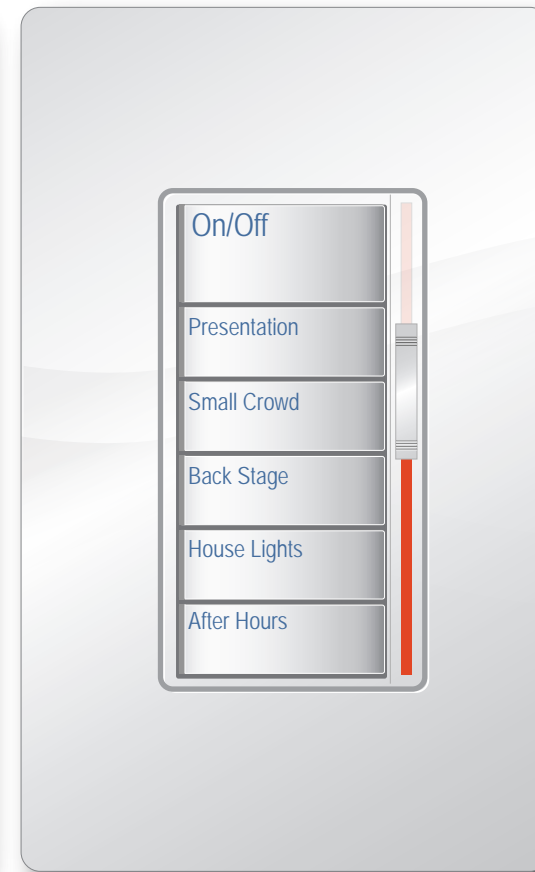 On/Off
Presentation
Small Crowd
Back Stage
House Lights
After Hours